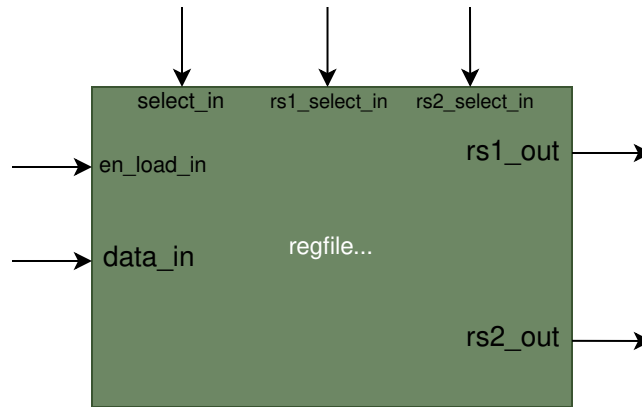 select_in rs1_select_in rs2_select_in
en_load_in
rs1_out
data_in
regfile...
rs2_out